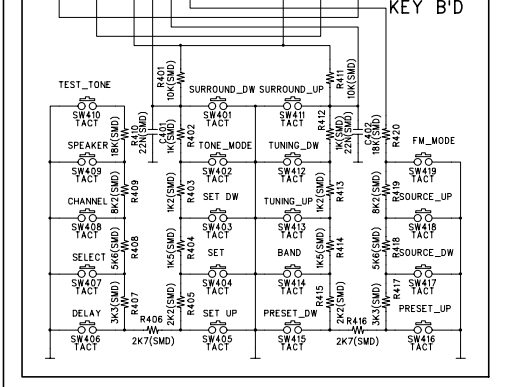 KEY B'D
TEST_TONE
SW410
TACT
R410
18K(SMD)
22N(SMD)
C401
R401
10K(SMD)
1K(SMD)
R402
SURROUND_DW
SW401
TACT
SURROUND_UP
SW411
TACT
R411
10K(SMD)
R412
1K(SMD)
22N(SMD)
C402
18K(SMD)
R420
SPEAKER
SW409
TACT
8K2(SMD)
R409
1K2(SMD)
R403
TONE_MODE
SW402
TACT
TUNING_DW
SW412
TACT
1K2(SMD)
R413
8K2(SMD)
R419
FM_MODE
SW419
TACT
CHANNEL
SW408
TACT
5K6(SMD)
R408
1K5(SMD)
R404
SET DW
SW403
TACT
TUNING_UP
SW413
TACT
1K5(SMD)
R414
5K6(SMD)
R418
SOURCE_UP
SW418
TACT
SELECT
SW407
TACT
3K3(SMD)
R407
2K2(SMD)
R405
SET
SW404
TACT
BAND
SW414
TACT
R415
2K2(SMD)
3K3(SMD)
R417
SOURCE_DW
SW417
TACT
DELAY
SW406
TACT
R406
2K7(SMD)
SET UP
SW405
TACT
PRESET_DW
SW415
TACT
R416
2K7(SMD)
PRESET_UP
SW416
TACT